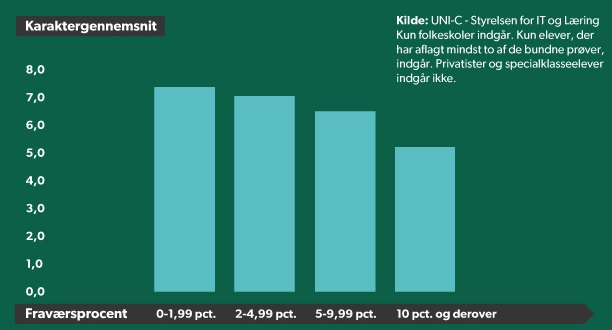 Karaktergennemsnit
Kilde: UNI-C - Styrelsen for IT og Læring
Kun folkeskoler indgår. Kun elever, der
har aflagt mindst to af de bundne prøver,
indgår. Privatister og specialklasseelever
indgår ikke.
8,0
7,0
6,0
5,0
4,0
3,0
2,0
1,0
0,0
Fraværsprocent 0-1,99 pct. 2-4,99 pct. 5-9,99 pct. 10 pct. og derover